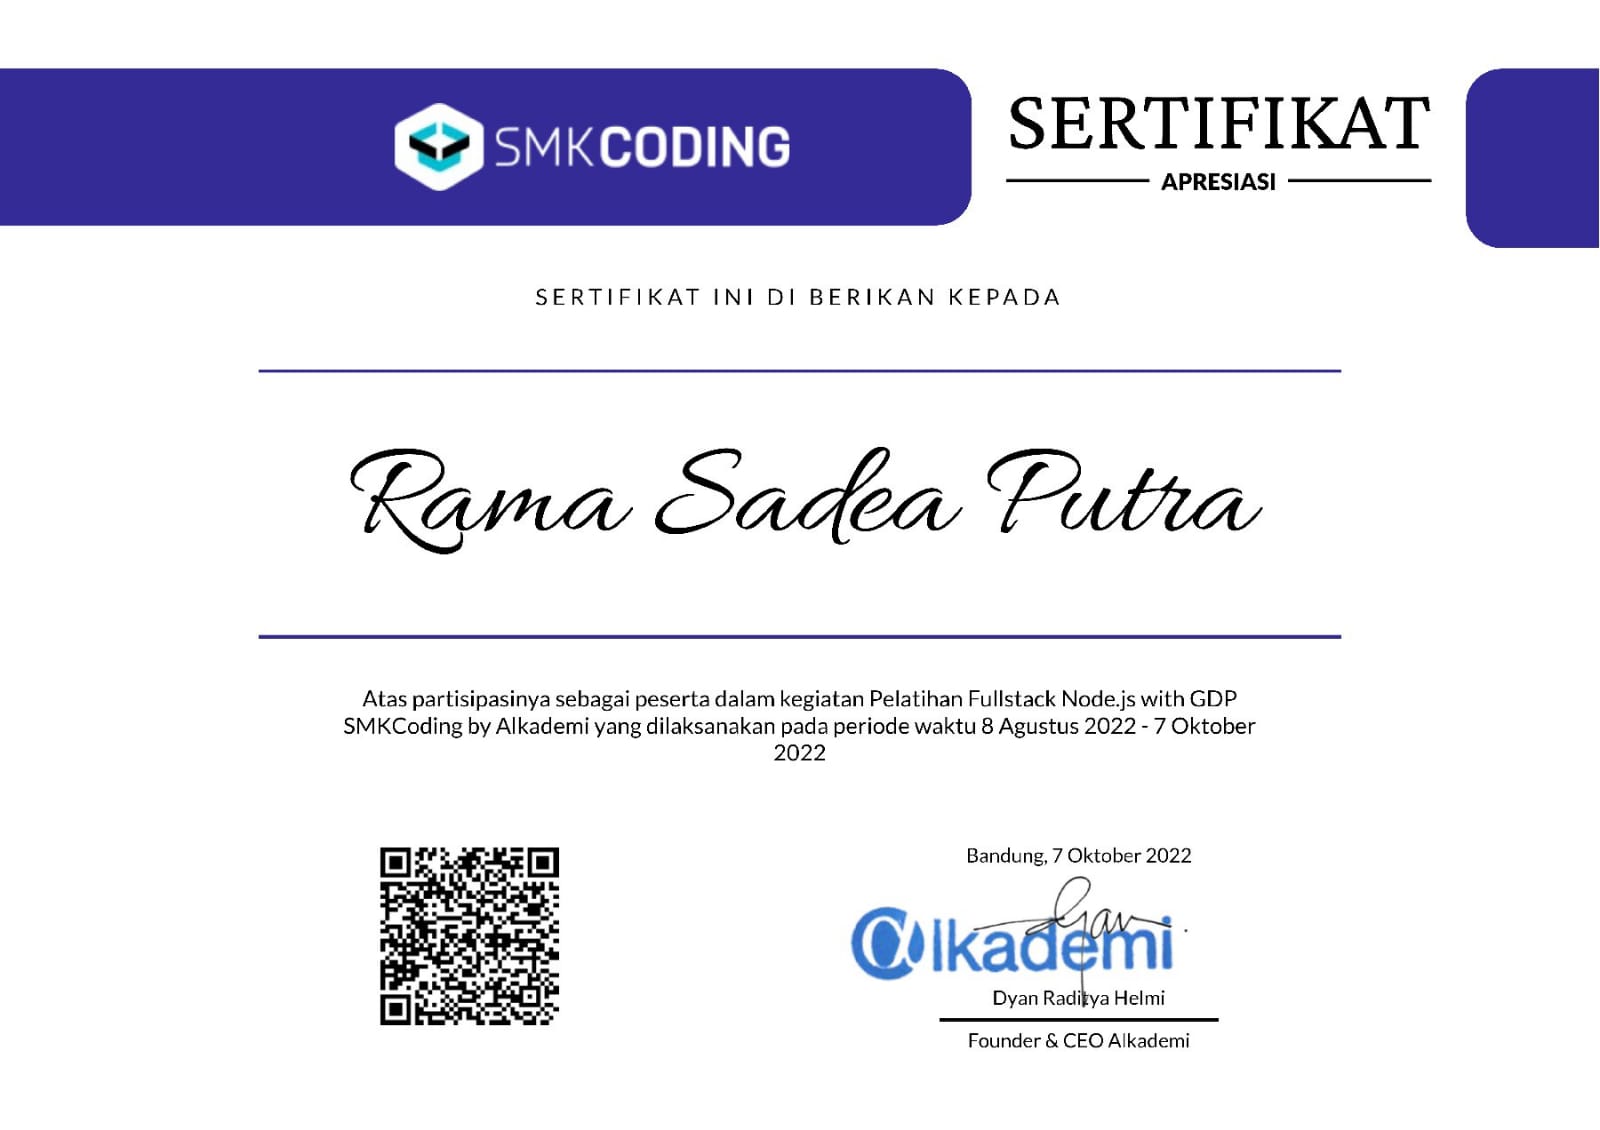 SMKCODING
SERTIFIKAT
APRESIASI
SERTIFIKAT INI DI BERIKAN KEPADA
Rama Sadea Putra
Atas partisipasinya sebagai peserta dalam kegiatan Pelatihan Fullstack Node.js with GDP
SMKCoding by Alkademi yang dilaksanakan pada periode waktu 8 Agustus 2022 - 7 Oktober
2022
Bandung, 7 Oktober 2022
Alkademi
Dyan Raditya Helmi
Founder & CEO Alkademi